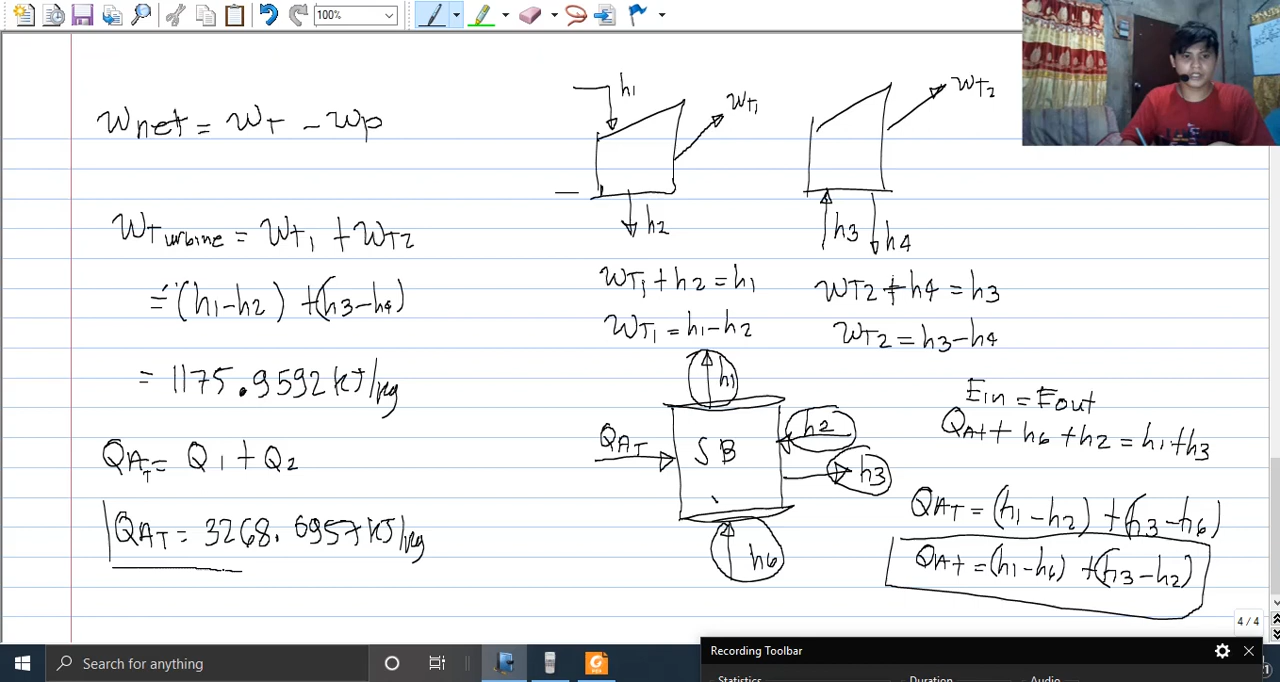 100%
Wnet = WT - Wp
WTurbine = WT1 + WT2
= (h1-h2) + (h3-h4)
= 1175.9592 kJ/kg
QAT = Q1 + Q2
QAT = 3268.6957 kJ/kg
h1
WT1
h2
WT1 + h2 = h1
WT1 = h1-h2
WT2
h3
h4
WT2 + h4 = h3
WT2 = h3-h4
h1
QAT
SB
h2
h3
h6
Ein = Eout
QAT + h6 + h2 = h1 + h3
QAT = (h1-h2) + (h3-h6)
QAT = (h1-h6) + (h3-h2)
4 / 4
Search for anything
Recording Toolbar
Statistics
Duration
Audio